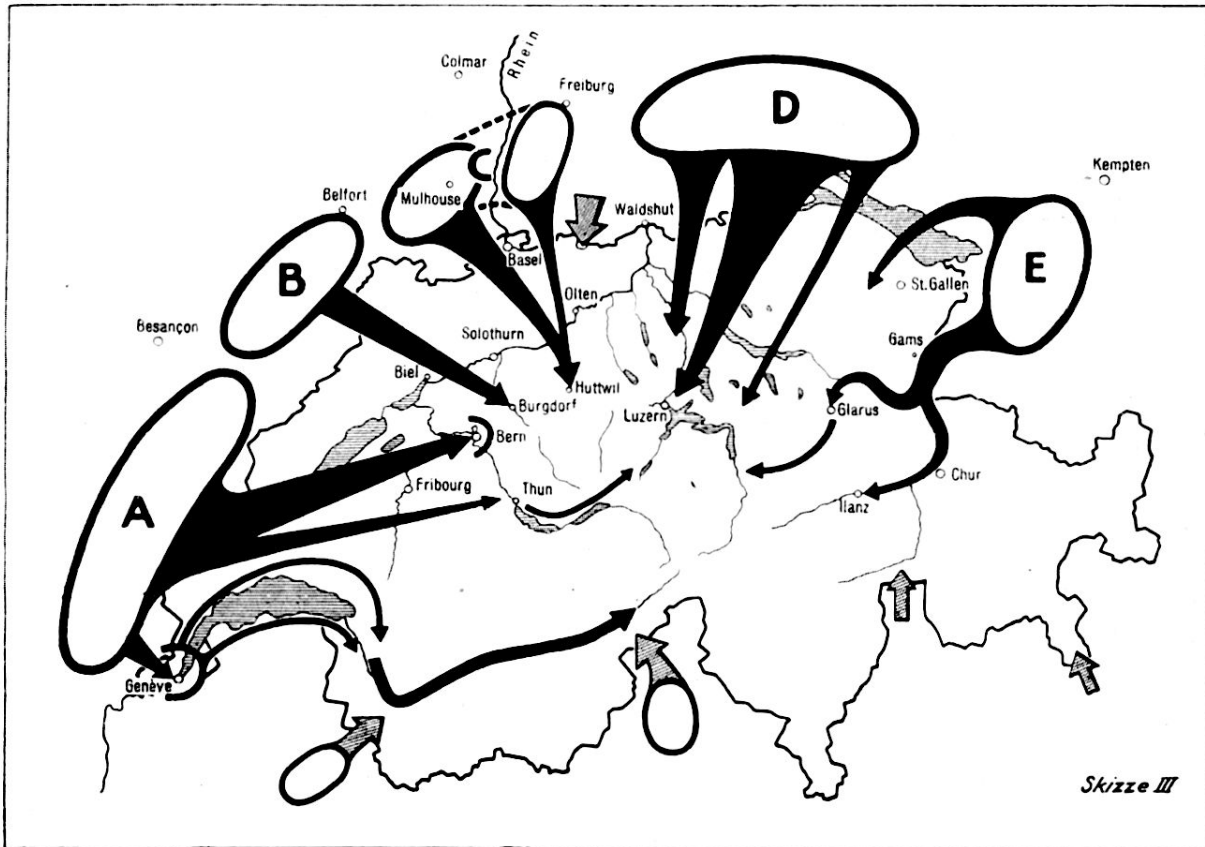 Colmar
Rhein
Freiburg
D
Kempten
Belfort
Mulhouse
Waldshut
Basel
B
E
St.Gallen
Olten
Besançon
Solothurn
Gams
Biel
Huttwil
Burgdorf
Luzern
Glarus
Bern
A
Fribourg
Thun
Chur
Ilanz
Genève
Skizze III